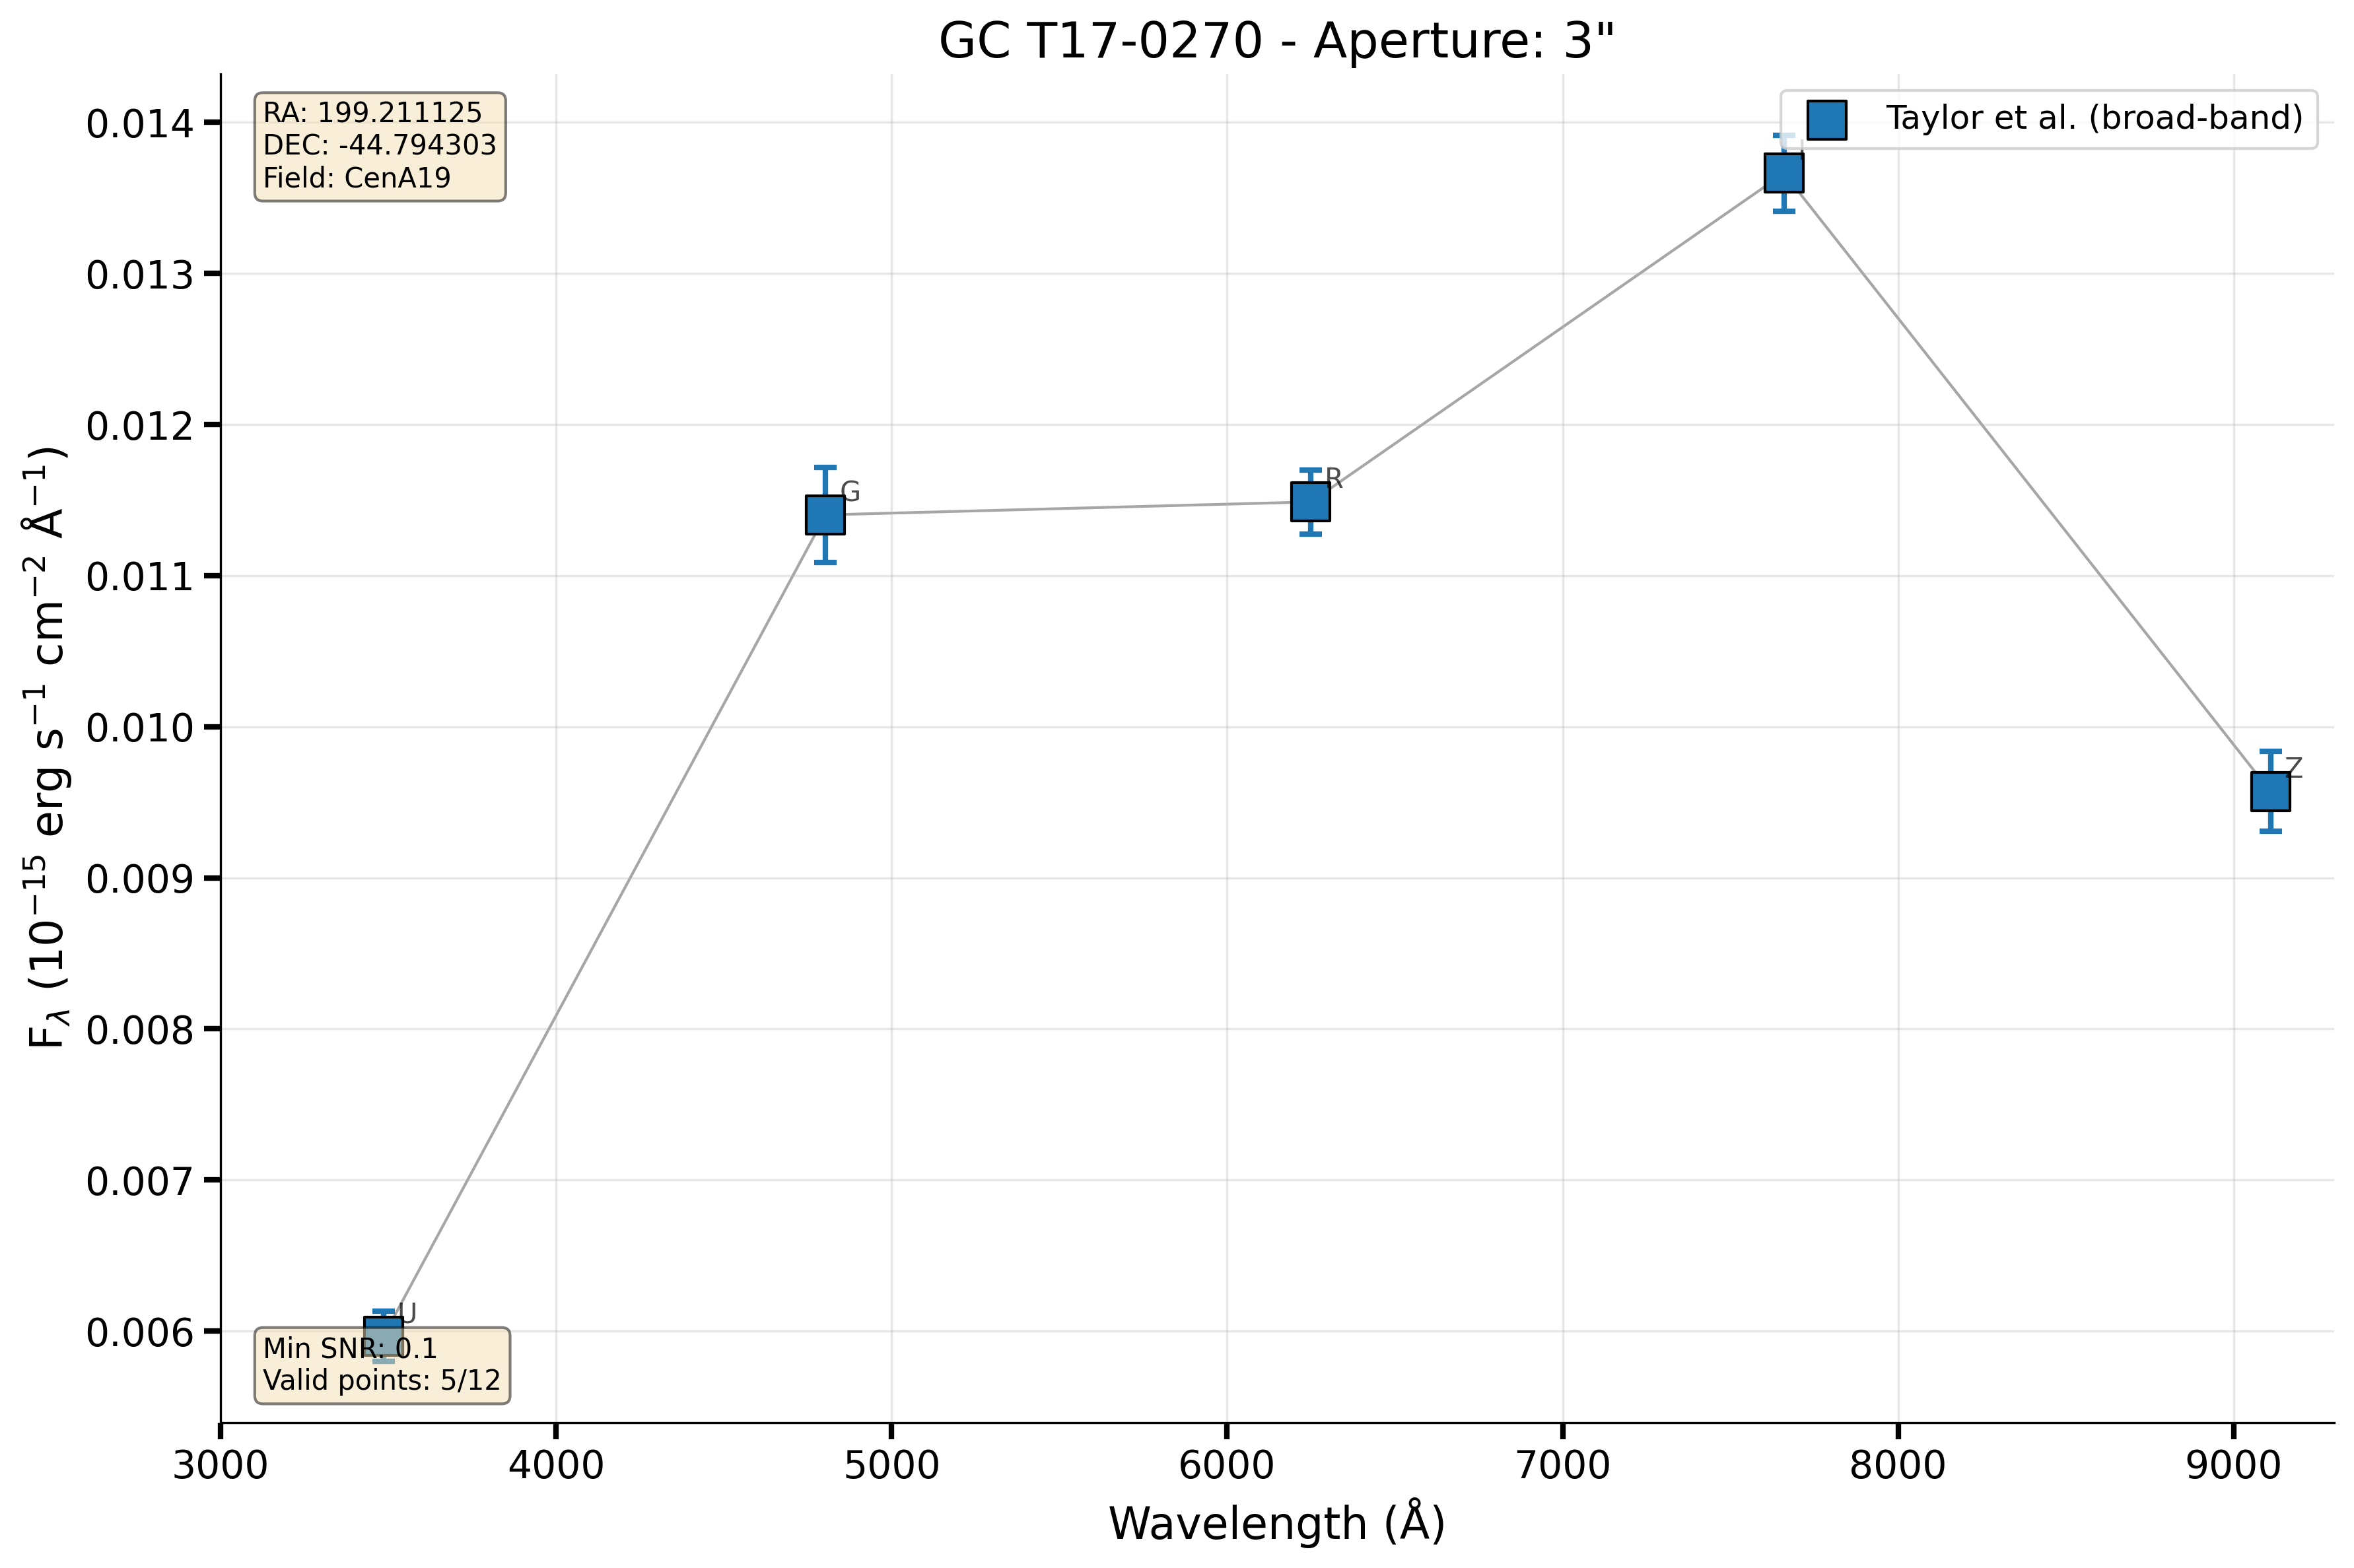 GC T17-0270 - Aperture: 3"
RA: 199.211125
DEC: -44.794303
Field: CenA19
Taylor et al. (broad-band)
0.014
0.013
0.012
0.011
0.010
0.009
0.008
0.007
0.006
F_λ (10⁻¹⁵ erg s⁻¹ cm⁻² Å⁻¹)
U
G
R
I
Z
Min SNR: 0.1
Valid points: 5/12
3000 4000 5000 6000 7000 8000 9000
Wavelength (Å)